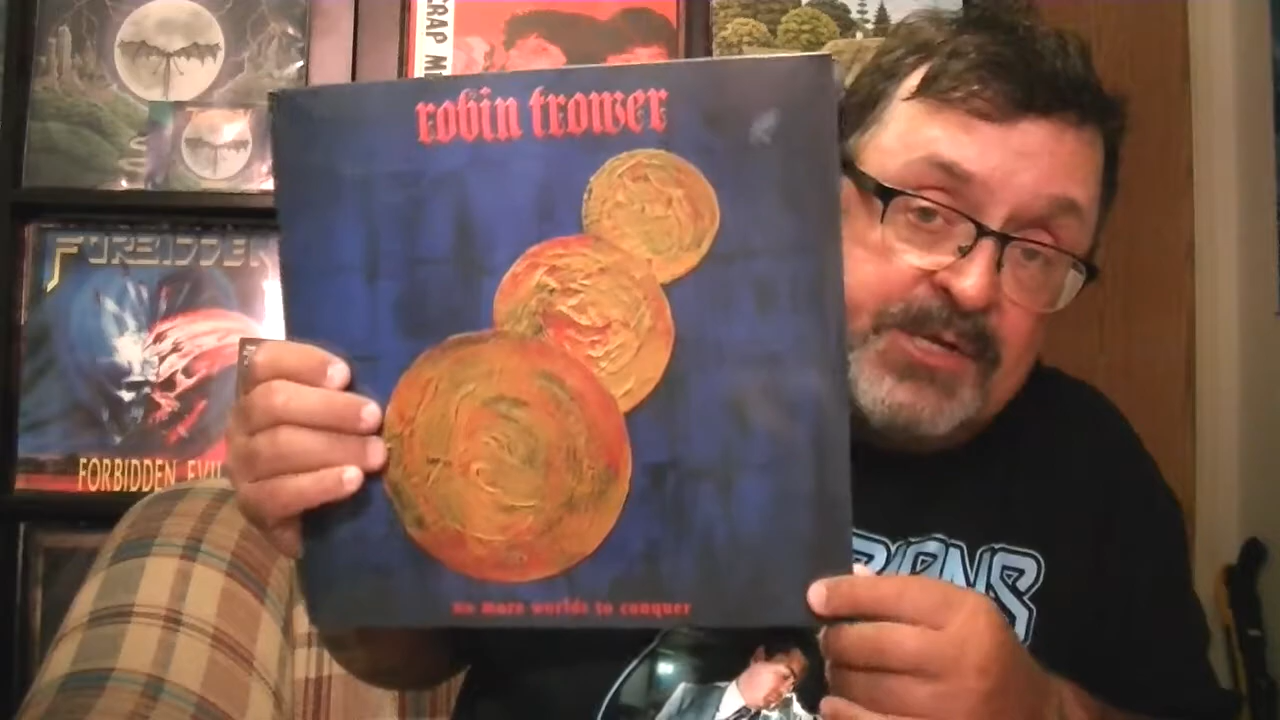 robin trower
no more worlds to conquer
FORBIDDEN
FORBIDDEN EVIL